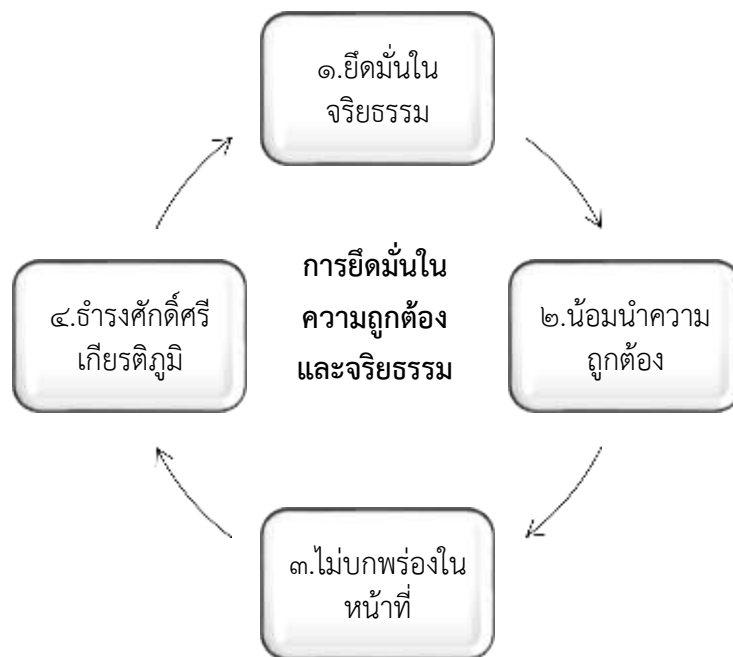 ๑.ยึดมั่นใน
จริยธรรม
การยึดมั่นใน
ความถูกต้อง
และจริยธรรม
๒.น้อมนำความ
ถูกต้อง
๓.ไม่บกพร่องใน
หน้าที่
๔.ธำรงศักดิ์ศรี
เกียรติภูมิ